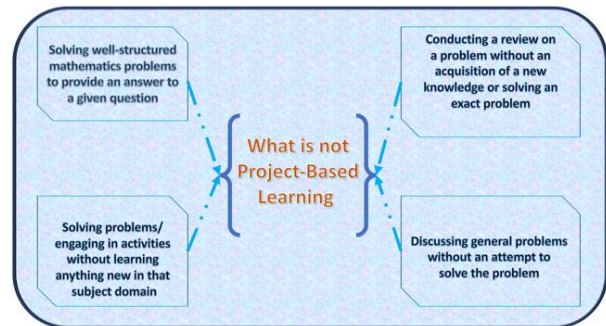 Solving well-structured
mathematics problems
to provide an answer to
a given question
Conducting a review on
a problem without an
acquisition of a new
knowledge or solving an
exact problem
What is not
Project-Based
Learning
Solving problems/
engaging in activities
without learning
anything new in that
subject domain
Discussing general problems
without an attempt to
solve the problem